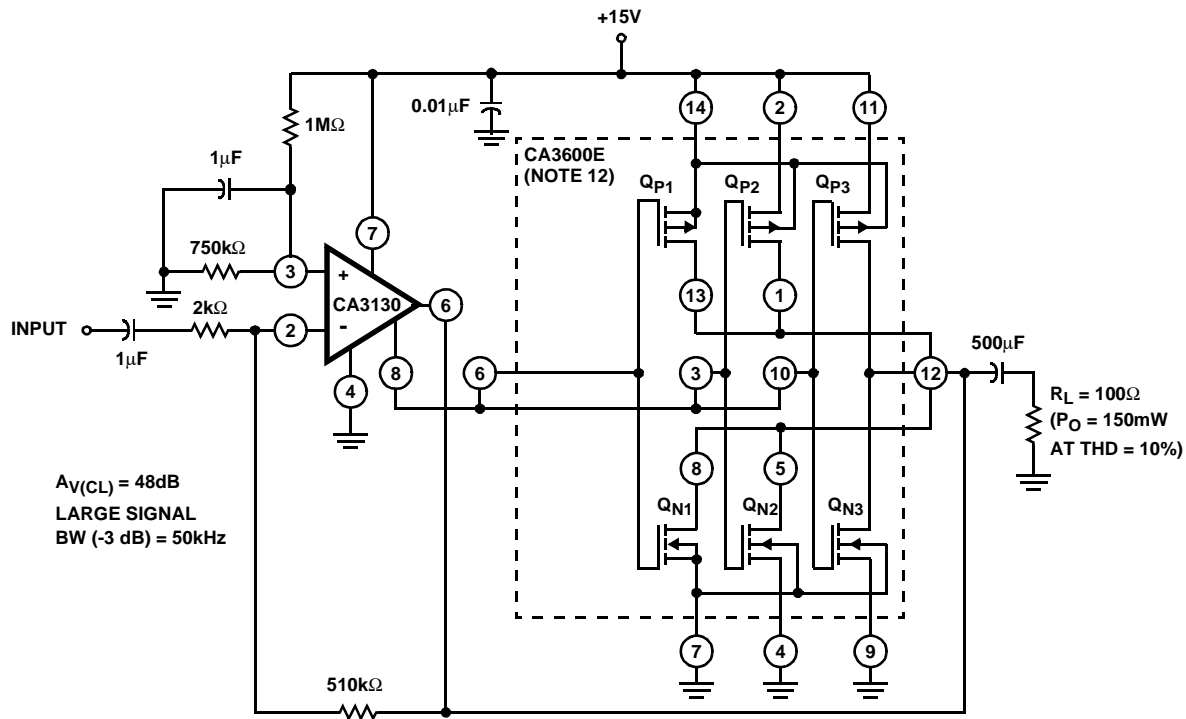 +15V
0.01μF
14
2
11
1MΩ
CA3600E
(NOTE 12)
1μF
QP1
QP2
QP3
7
750kΩ
3
+
CA3130
6
13
1
2kΩ
INPUT
2
-
500μF
1μF
8
6
3
10
12
4
RL = 100Ω
(PO = 150mW
AT THD = 10%)
8
5
AV(CL) = 48dB
LARGE SIGNAL
BW (-3 dB) = 50kHz
QN1
QN2
QN3
7
4
9
510kΩ